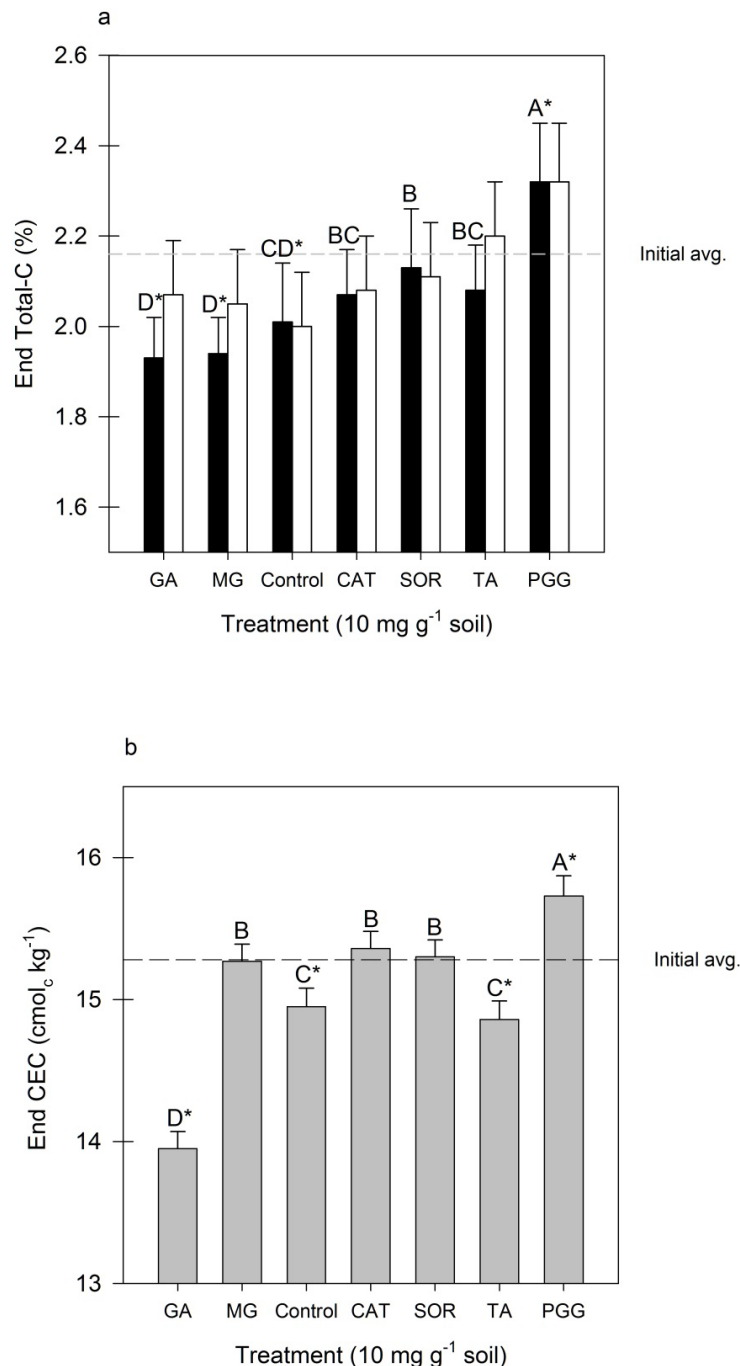 a
2.6
2.4
2.2
2.0
1.8
1.6
End Total-C (%)
D*
D*
CD*
BC
B
BC
A*
Initial avg.
GA MG Control CAT SOR TA PGG
Treatment (10 mg g⁻¹ soil)
b
16
15
14
13
End CEC (cmol_c kg⁻¹)
D*
B
C*
B
B
C*
A*
Initial avg.
GA MG Control CAT SOR TA PGG
Treatment (10 mg g⁻¹ soil)